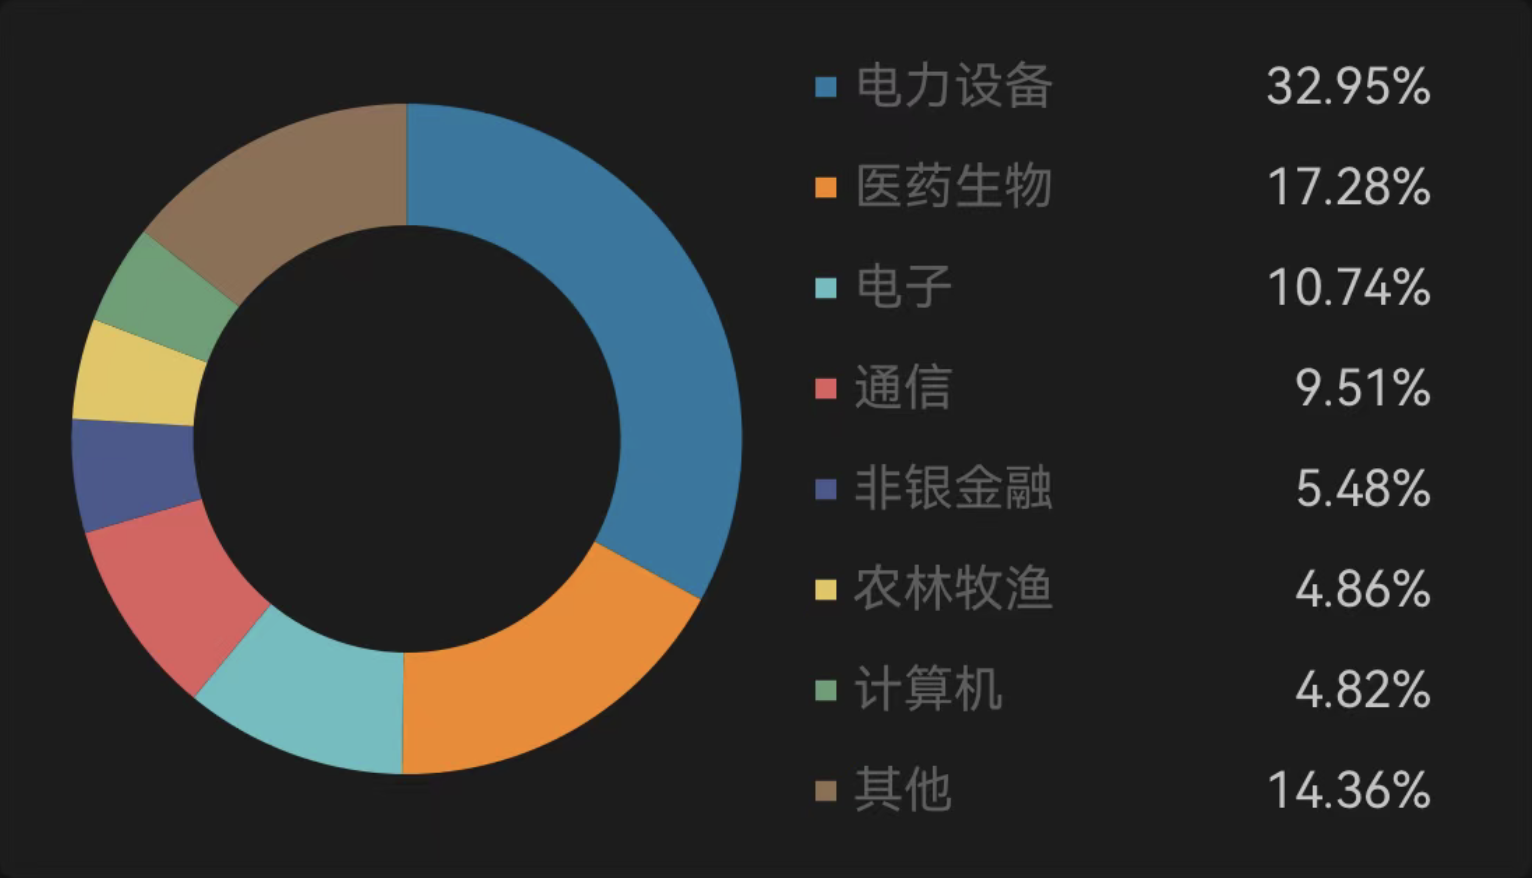 电力设备 32.95%
医药生物 17.28%
电子 10.74%
通信 9.51%
非银金融 5.48%
农林牧渔 4.86%
计算机 4.82%
其他 14.36%